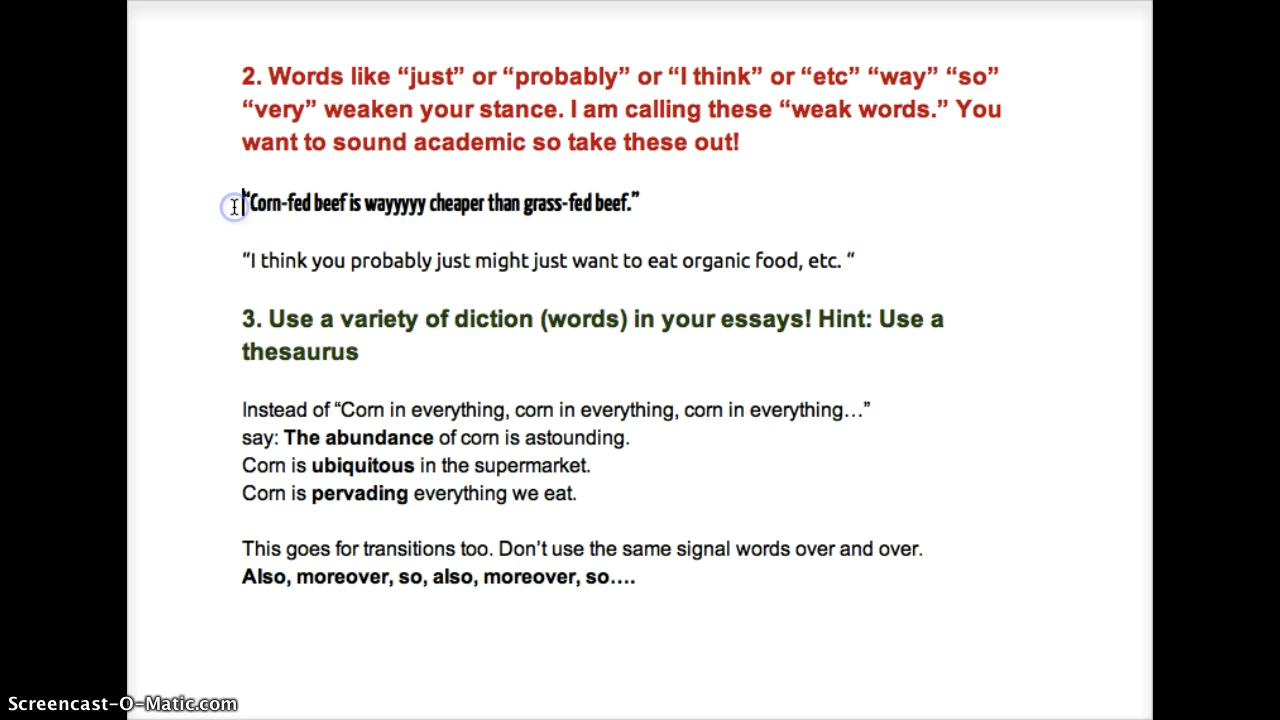 2. Words like “just” or “probably” or “I think” or “etc” “way” “so”
“very” weaken your stance. I am calling these “weak words.” You
want to sound academic so take these out!
“Corn-fed beef is wayyyyy cheaper than grass-fed beef.”
“I think you probably just might just want to eat organic food, etc. “
3. Use a variety of diction (words) in your essays! Hint: Use a
thesaurus
Instead of “Corn in everything, corn in everything, corn in everything…”
say: The abundance of corn is astounding.
Corn is ubiquitous in the supermarket.
Corn is pervading everything we eat.
This goes for transitions too. Don’t use the same signal words over and over.
Also, moreover, so, also, moreover, so….
Screencast-O-Matic.com